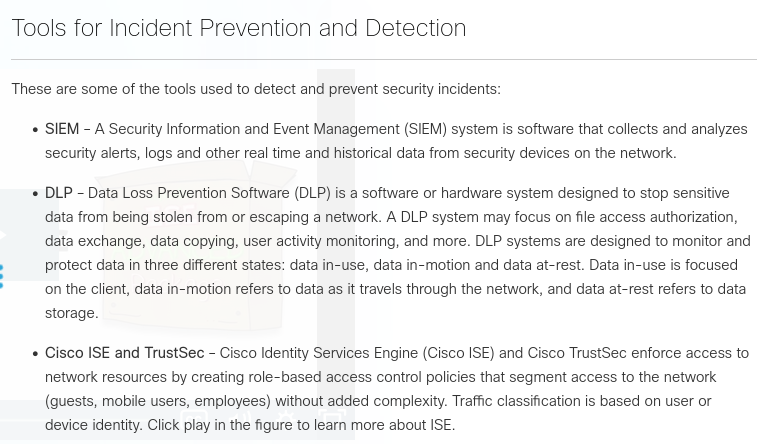 Tools for Incident Prevention and Detection
These are some of the tools used to detect and prevent security incidents:
• SIEM – A Security Information and Event Management (SIEM) system is software that collects and analyzes
security alerts, logs and other real time and historical data from security devices on the network.
• DLP – Data Loss Prevention Software (DLP) is a software or hardware system designed to stop sensitive
data from being stolen from or escaping a network. A DLP system may focus on file access authorization,
data exchange, data copying, user activity monitoring, and more. DLP systems are designed to monitor and
protect data in three different states: data in-use, data in-motion and data at-rest. Data in-use is focused
on the client, data in-motion refers to data as it travels through the network, and data at-rest refers to data
storage.
• Cisco ISE and TrustSec – Cisco Identity Services Engine (Cisco ISE) and Cisco TrustSec enforce access to
network resources by creating role-based access control policies that segment access to the network
(guests, mobile users, employees) without added complexity. Traffic classification is based on user or
device identity. Click play in the figure to learn more about ISE.